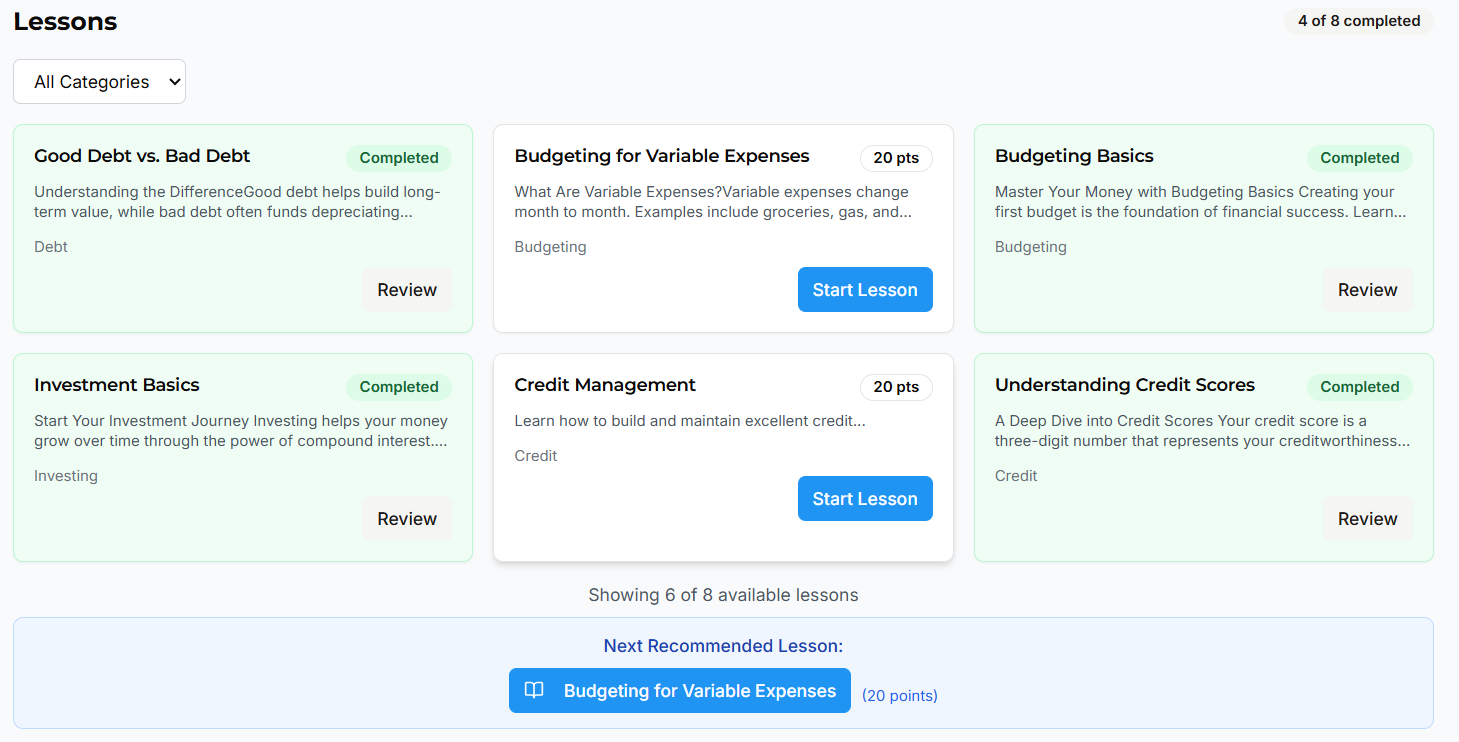 Lessons
4 of 8 completed
All Categories
Good Debt vs. Bad Debt
Completed
Understanding the DifferenceGood debt helps build long-
term value, while bad debt often funds depreciating...
Debt
Review
Budgeting for Variable Expenses
20 pts
What Are Variable Expenses?Variable expenses change
month to month. Examples include groceries, gas, and...
Budgeting
Start Lesson
Budgeting Basics
Completed
Master Your Money with Budgeting Basics Creating your
first budget is the foundation of financial success. Learn...
Budgeting
Review
Investment Basics
Completed
Start Your Investment Journey Investing helps your money
grow over time through the power of compound interest....
Investing
Review
Credit Management
20 pts
Learn how to build and maintain excellent credit...
Credit
Start Lesson
Understanding Credit Scores
Completed
A Deep Dive into Credit Scores Your credit score is a
three-digit number that represents your creditworthiness...
Credit
Review
Showing 6 of 8 available lessons
Next Recommended Lesson:
Budgeting for Variable Expenses
(20 points)